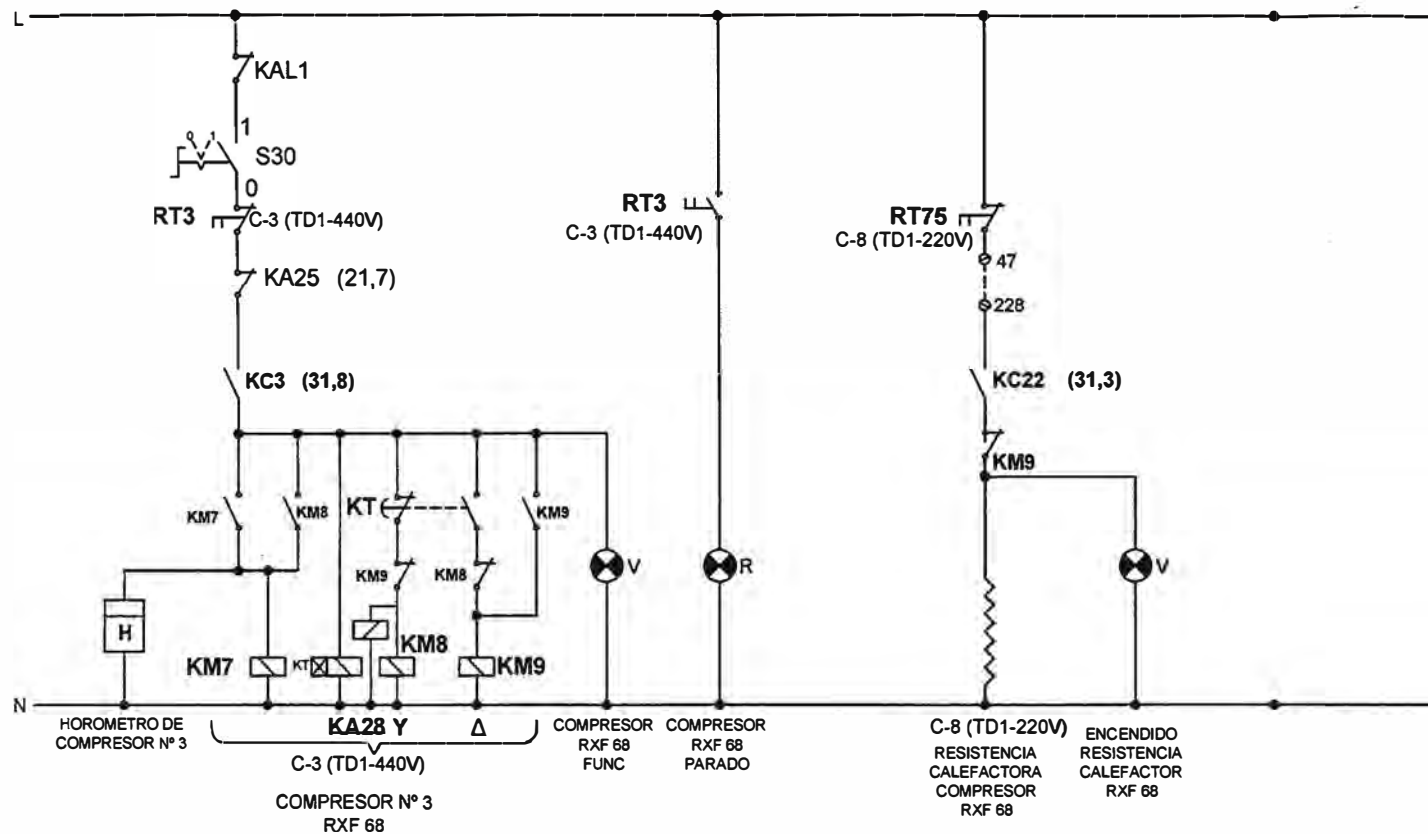 L
KAL1
1
0 1
S30
0
RT3
C-3 (TD1-440V)
KA25 (21,7)
KC3 (31,8)
KM7
KM8
KT
KM9
KM9
KM8
H
KM7
KT
KM8
KM9
V
RT3
C-3 (TD1-440V)
R
RT75
C-8 (TD1-220V)
47
228
KC22 (31,3)
KM9
V
N
HOROMETRO DE
COMPRESOR Nº 3
KA28 Y Δ
C-3 (TD1-440V)
COMPRESOR Nº 3
RXF 68
COMPRESOR
RXF 68
FUNC
COMPRESOR
RXF 68
PARADO
C-8 (TD1-220V)
RESISTENCIA
CALEFACTORA
COMPRESOR
RXF 68
ENCENDIDO
RESISTENCIA
CALEFACTOR
RXF 68